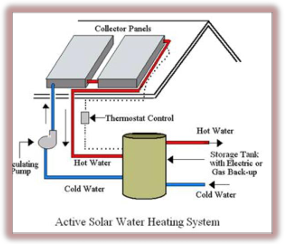 Collector Panels
Thermostat Control
Hot Water
culating
Pump
Hot Water
Storage Tank
with Electric or
Gas Back-up
Cold Water
Cold Water
Active Solar Water Heating System